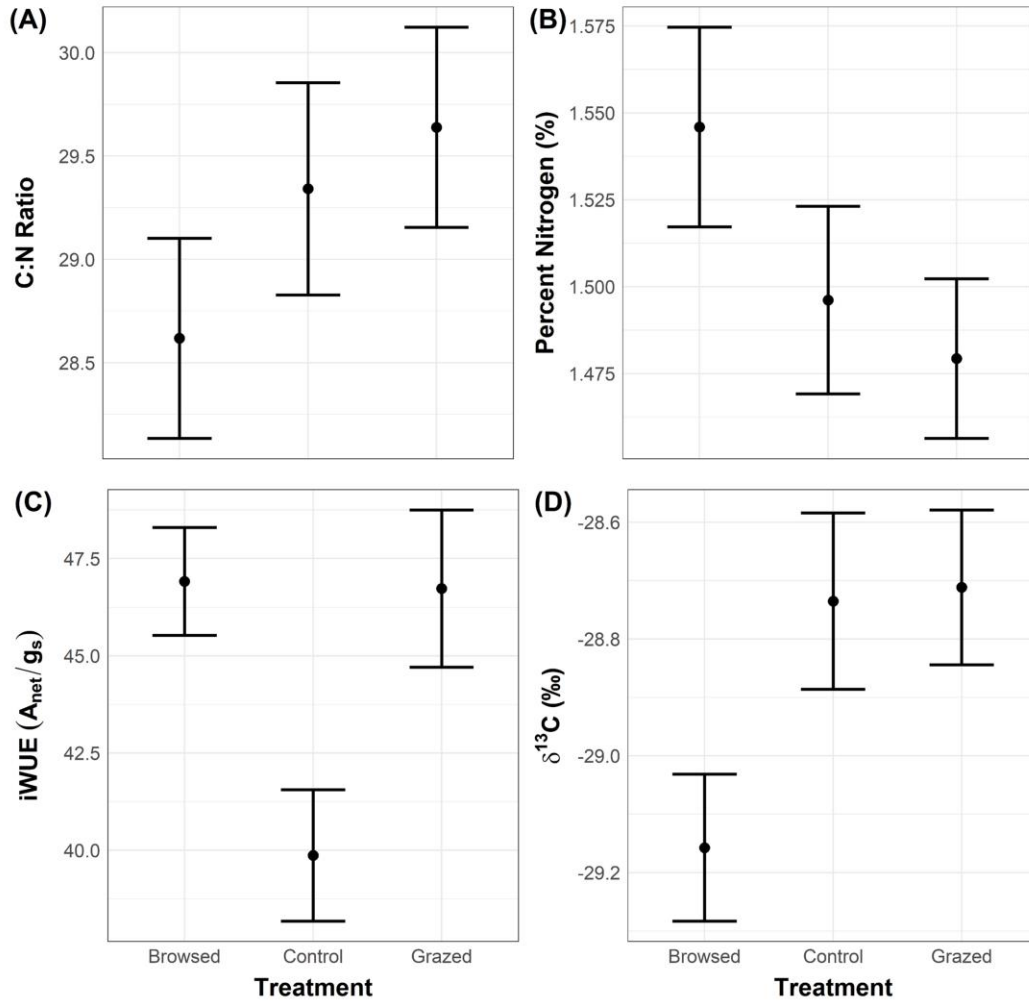 (A)
C:N Ratio
30.0
29.5
29.0
28.5
(B)
Percent Nitrogen (%)
1.575
1.550
1.525
1.500
1.475
(C)
iWUE (Anet/gs)
47.5
45.0
42.5
40.0
Browsed Control Grazed
Treatment
(D)
δ13C (‰)
-28.6
-28.8
-29.0
-29.2
Browsed Control Grazed
Treatment